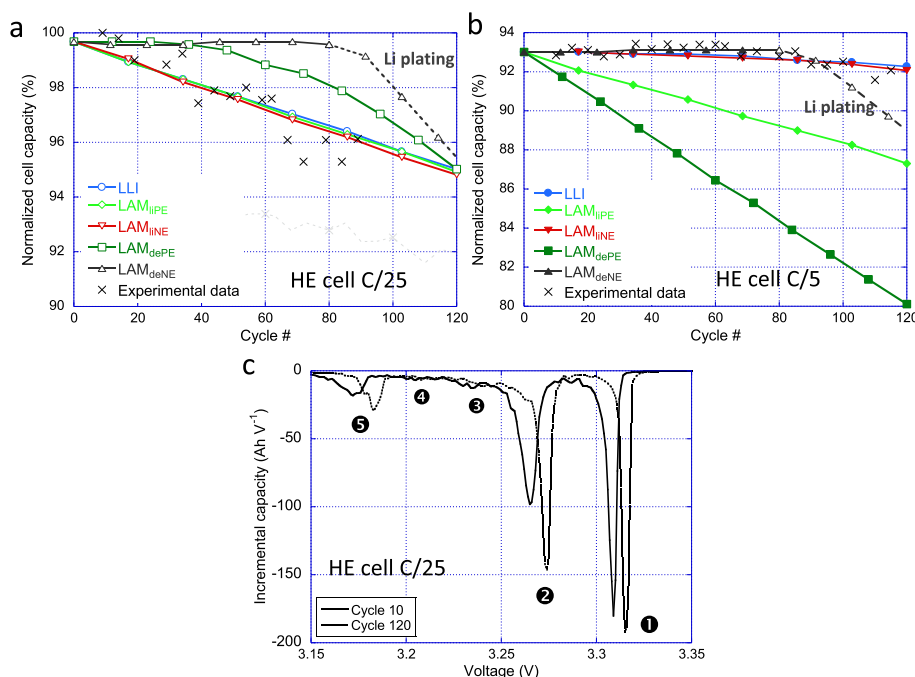 a
Normalized cell capacity (%)
100
98
96
94
92
90
0 20 40 60 80 100 120
Cycle #
Li plating
LLI
LAMliPE
LAMliNE
LAMdePE
LAMdeNE
Experimental data
HE cell C/25
b
Normalized cell capacity (%)
94
92
90
88
86
84
82
80
0 20 40 60 80 100 120
Cycle #
Li plating
LLI
LAMliPE
LAMliNE
LAMdePE
LAMdeNE
Experimental data
HE cell C/5
c
Incremental capacity (Ah V-1)
0
-50
-100
-150
-200
3.15 3.2 3.25 3.3 3.35
Voltage (V)
❺ ❹ ❸ ❷ ❶
HE cell C/25
Cycle 10
Cycle 120